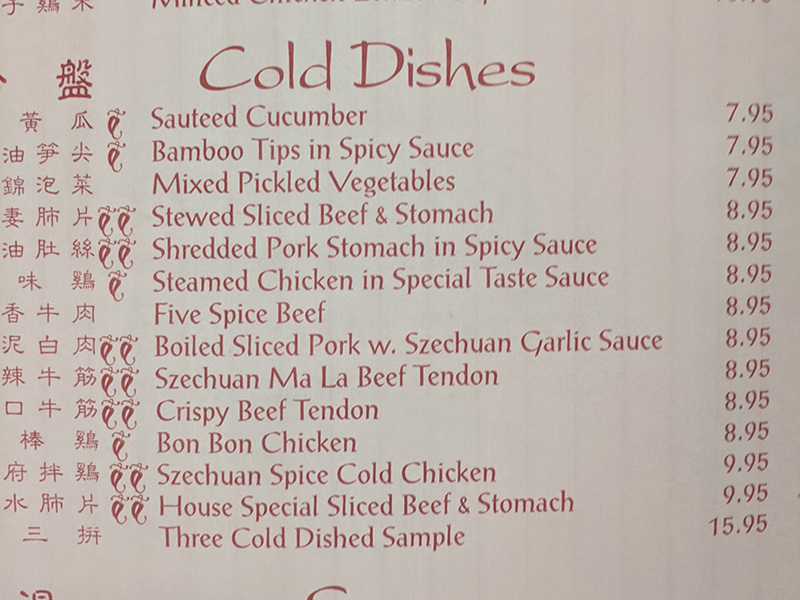 盤 Cold Dishes
黃 瓜 Sauteed Cucumber 7.95
油 笋 尖 Bamboo Tips in Spicy Sauce 7.95
錦 泡 菜 Mixed Pickled Vegetables 7.95
妻 肺 片 Stewed Sliced Beef & Stomach 8.95
油 肚 絲 Shredded Pork Stomach in Spicy Sauce 8.95
味 鷄 Steamed Chicken in Special Taste Sauce 8.95
香 牛 肉 Five Spice Beef 8.95
泥 白 肉 Boiled Sliced Pork w. Szechuan Garlic Sauce 8.95
辣 牛 筋 Szechuan Ma La Beef Tendon 8.95
口 牛 筋 Crispy Beef Tendon 8.95
棒 鷄 Bon Bon Chicken 8.95
府 拌 鷄 Szechuan Spice Cold Chicken 9.95
水 肺 片 House Special Sliced Beef & Stomach 9.95
三 拼 Three Cold Dished Sample 15.95